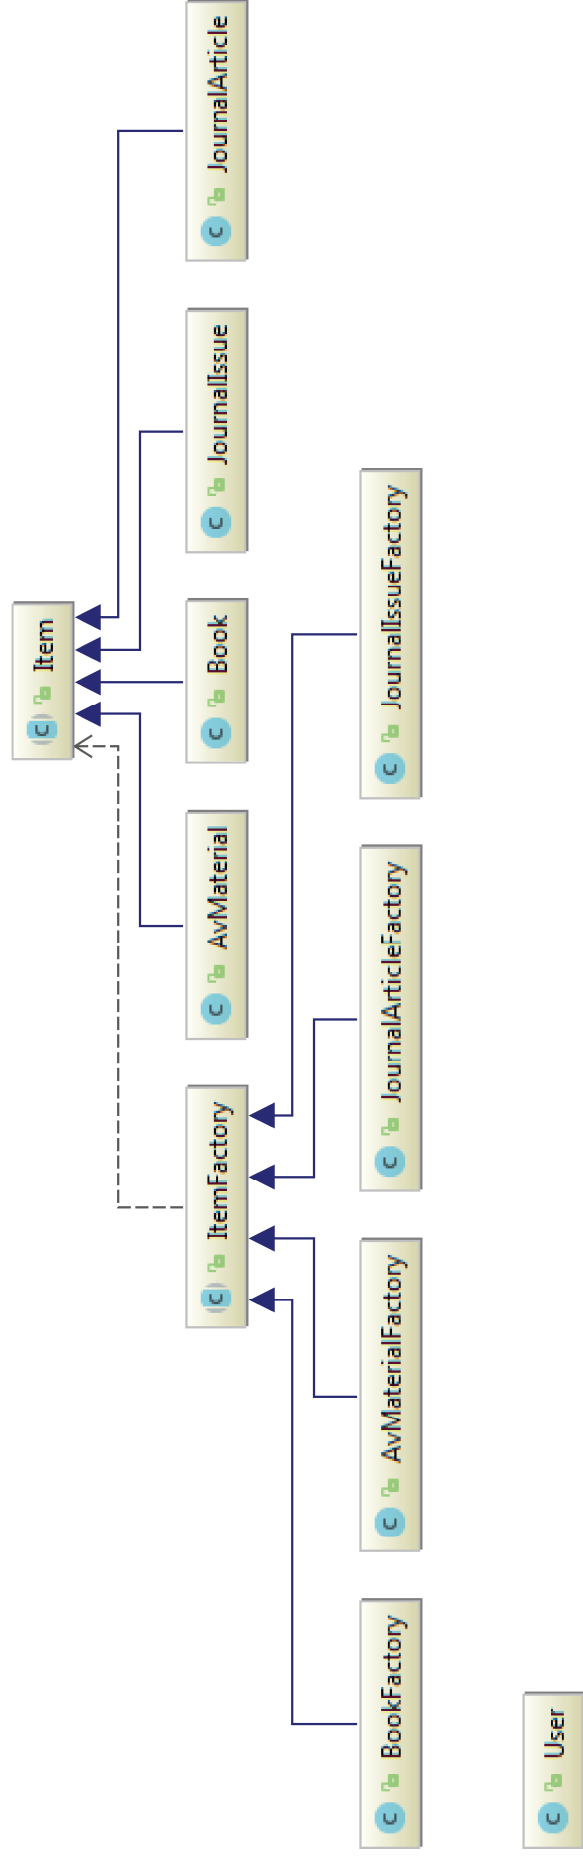 Item
ItemFactory
AvMaterial
Book
JournalIssue
JournalArticle
BookFactory
AvMaterialFactory
JournalArticleFactory
JournalIssueFactory
User